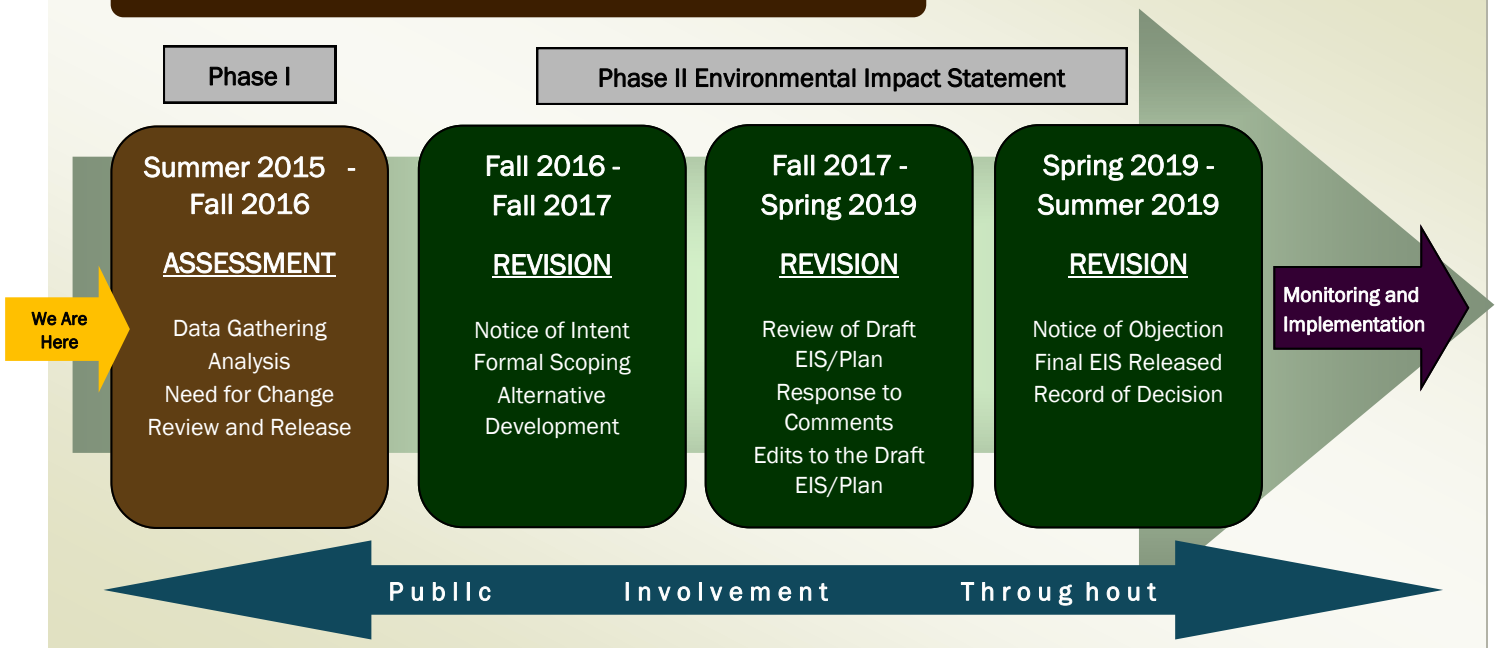 Phase I
Phase II Environmental Impact Statement
Summer 2015 -
Fall 2016
ASSESSMENT
Data Gathering
Analysis
Need for Change
Review and Release
Fall 2016 -
Fall 2017
REVISION
Notice of Intent
Formal Scoping
Alternative
Development
Fall 2017 -
Spring 2019
REVISION
Review of Draft
EIS/Plan
Response to
Comments
Edits to the Draft
EIS/Plan
Spring 2019 -
Summer 2019
REVISION
Notice of Objection
Final EIS Released
Record of Decision
We Are
Here
Monitoring and
Implementation
Public Involvement Throughout